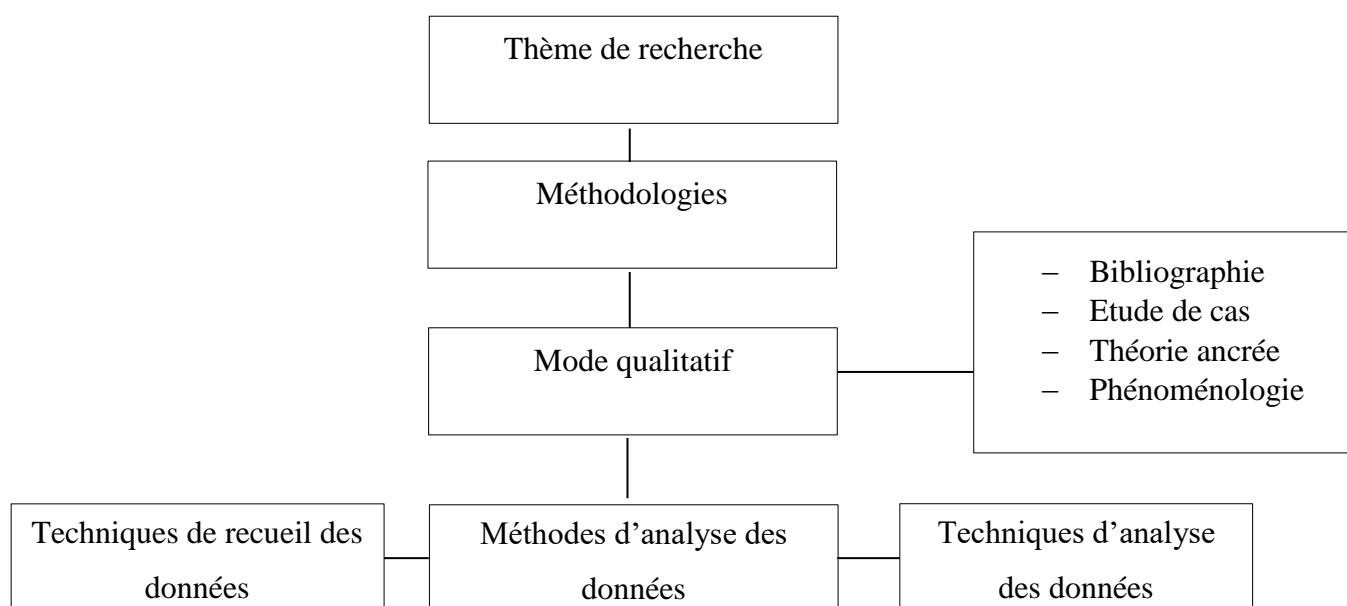 Thème de recherche
Méthodologies
Mode qualitatif
– Bibliographie
– Etude de cas
– Théorie ancrée
– Phénoménologie
Techniques de recueil des
données
Méthodes d’analyse des
données
Techniques d’analyse
des données